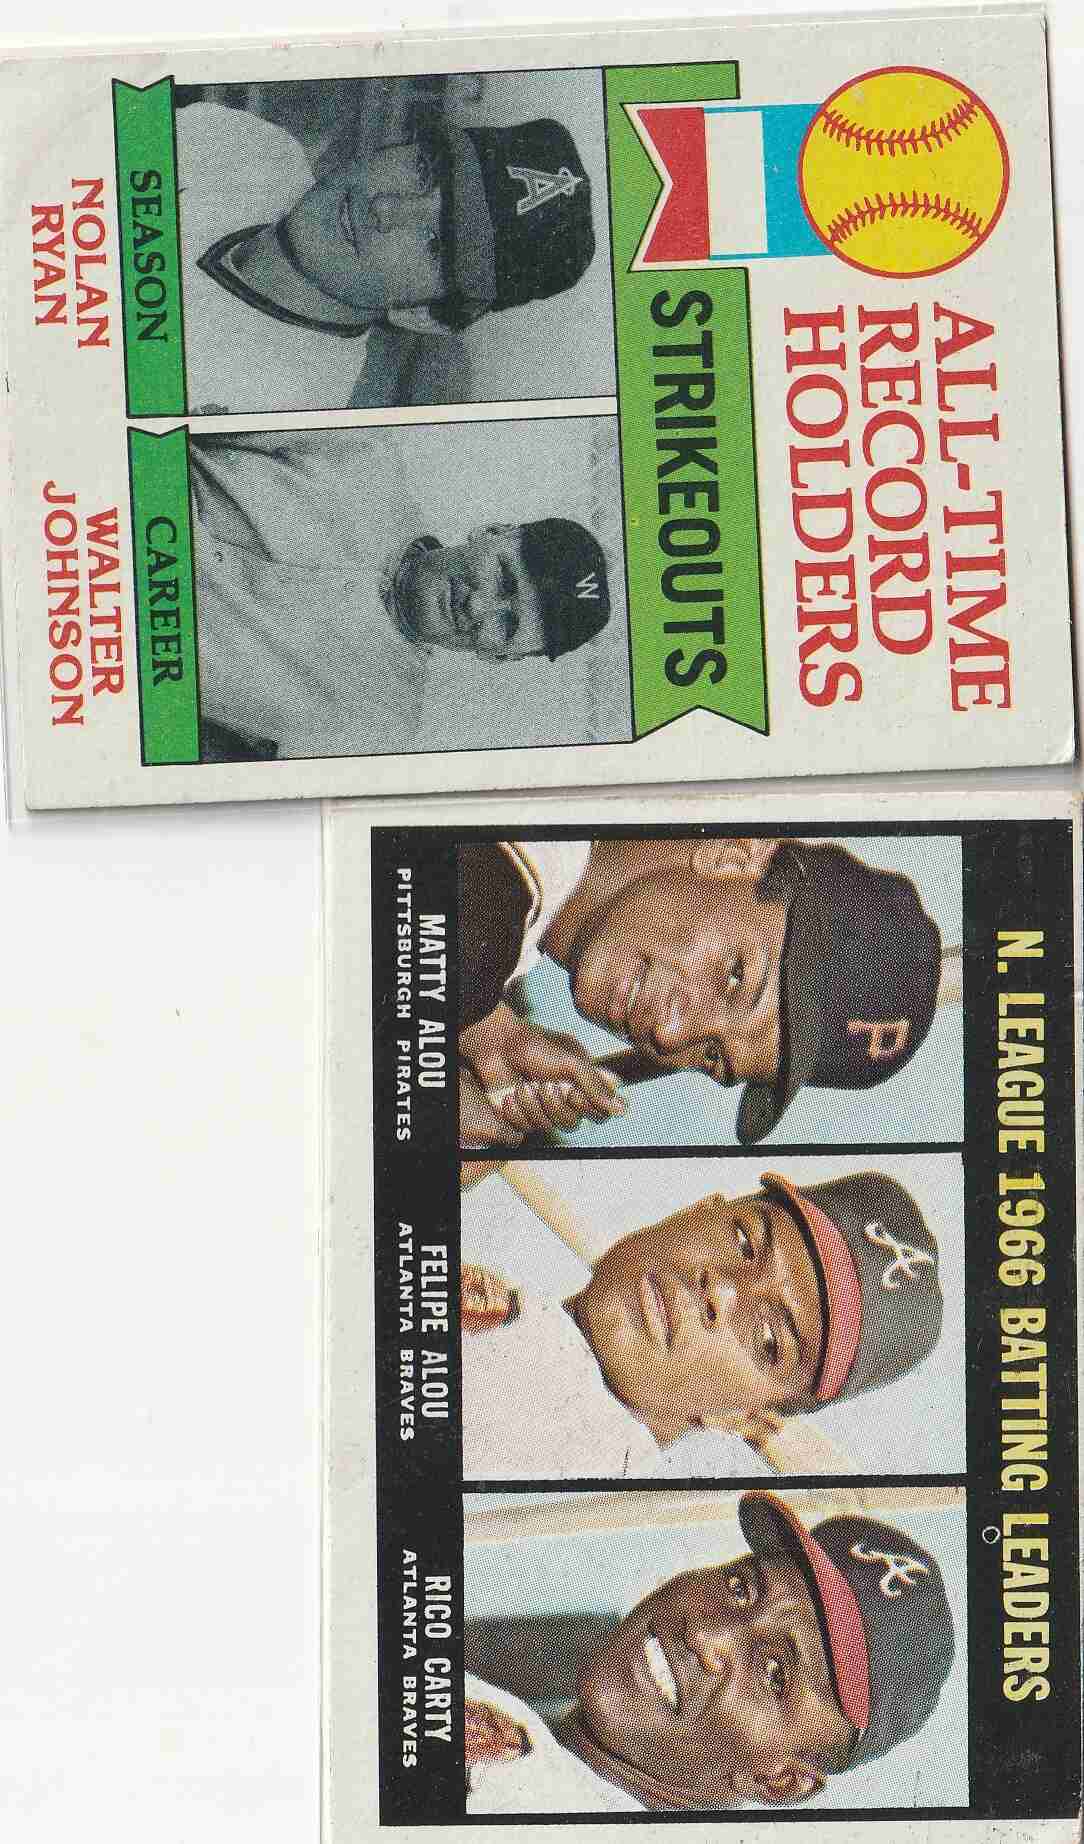 ALL-TIME
RECORD
HOLDERS
STRIKEOUTS
A
W
SEASON
CAREER
NOLAN
RYAN
WALTER
JOHNSON
N. LEAGUE 1966 BATTING LEADERS
P
A
A
MATTY ALOU
PITTSBURGH PIRATES
FELIPE ALOU
ATLANTA BRAVES
RICO CARTY
ATLANTA BRAVES